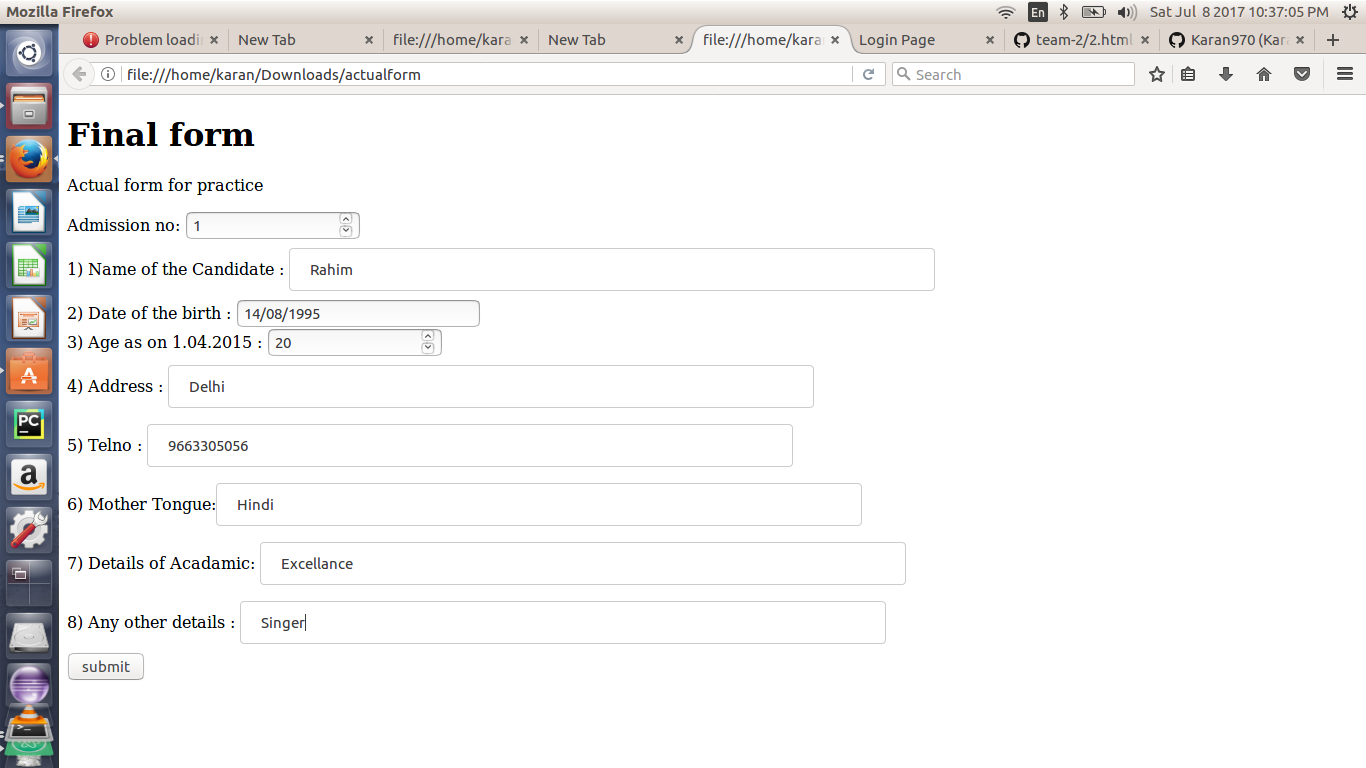 Mozilla Firefox
En
Sat Jul 8 2017 10:37:05 PM
Problem loadi
New Tab
file:///home/kara
New Tab
file:///home/kara
Login Page
team-2/2.html
Karan970 (Kar
file:///home/karan/Downloads/actualform
Search
Final form
Actual form for practice
Admission no: 1
1) Name of the Candidate : Rahim
2) Date of the birth : 14/08/1995
3) Age as on 1.04.2015 : 20
4) Address : Delhi
5) Telno : 9663305056
6) Mother Tongue: Hindi
7) Details of Acadamic: Excellance
8) Any other details : Singer
submit
PC
a